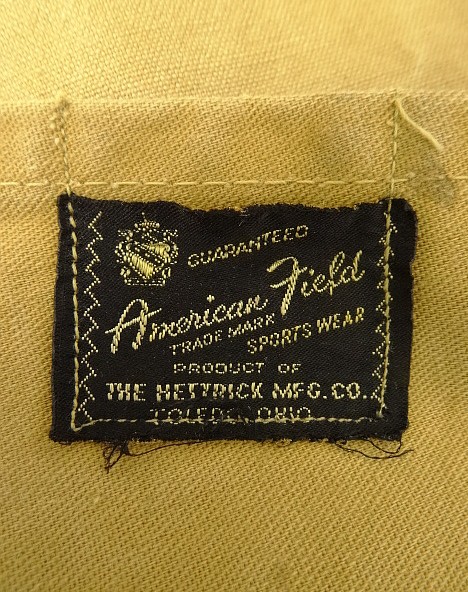 GUARANTEED
American Field
TRADE MARK
SPORTS WEAR
PRODUCT OF
THE HETTRICK MFG. CO.
TOLEDO, OHIO